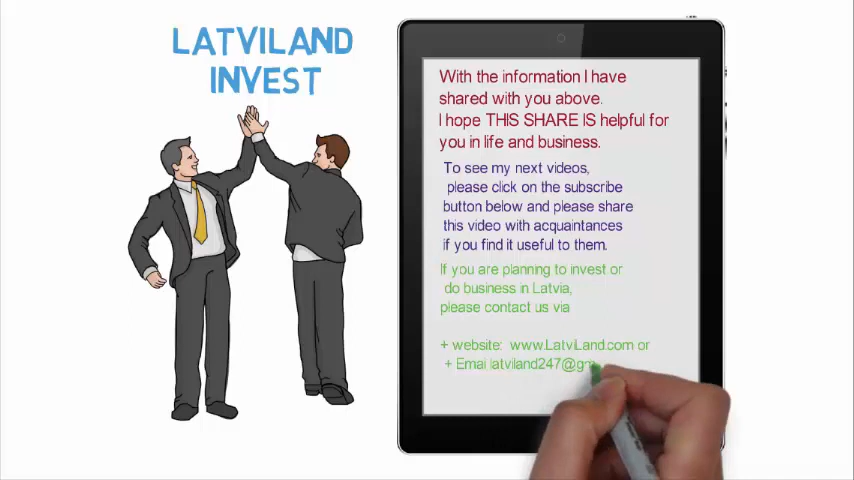 LATVILAND
INVEST
With the information I have
shared with you above.
I hope THIS SHARE IS helpful for
you in life and business.
To see my next videos,
please click on the subscribe
button below and please share
this video with acquaintances
if you find it useful to them.
If you are planning to invest or
do business in Latvia,
please contact us via
+ website: www.LatviLand.com or
+ Emai latviland247@gm